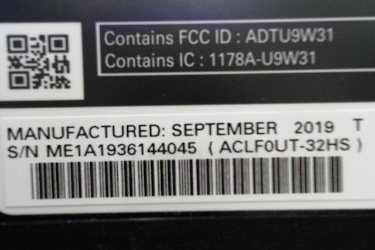 Contains FCC ID : ADTU9W31
Contains IC : 1178A-U9W31
MANUFACTURED: SEPTEMBER 2019 T
S/N ME1A1936144045 ( ACLF0UT-32HS )